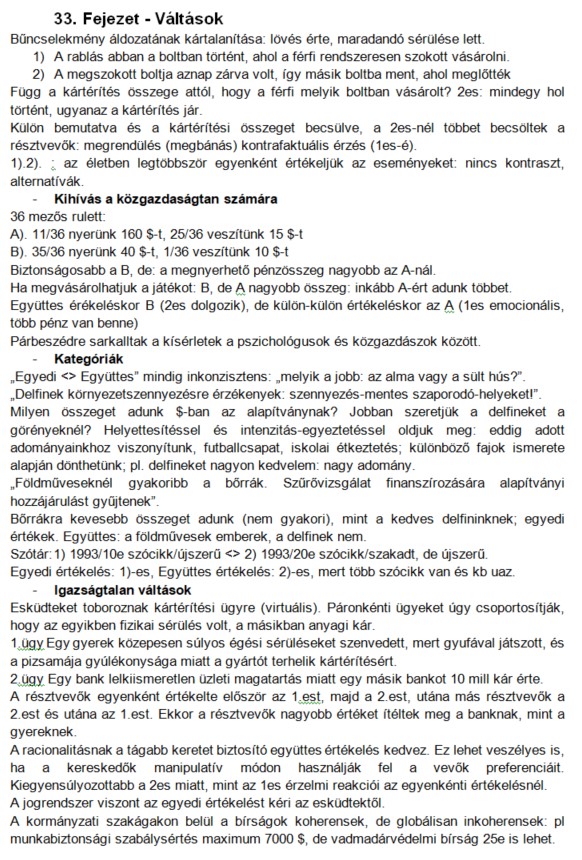 33. Fejezet - Váltások
Bűncselekmény áldozatának kártalanítása: lövés érte, maradandó sérülése lett.
1) A rablás abban a boltban történt, ahol a férfi rendszeresen szokott vásárolni.
2) A megszokott boltja aznap zárva volt, így másik boltba ment, ahol meglőtték
Függ a kártérítés összege attól, hogy a férfi melyik boltban vásárolt? 2es: mindegy hol
történt, ugyanaz a kártérítés jár.
Külön bemutatva és a kártérítési összeget becsülve, a 2es-nél többet becsöltek a
résztvevők: megrendülés (megbánás) kontrafaktuális érzés (1es-é).
1).2). : az életben legtöbbször egyenként értékeljük az eseményeket: nincs kontraszt,
alternatívák.
- Kihívás a közgazdaságtan számára
36 mezős rulett:
A). 11/36 nyerünk 160 $-t, 25/36 veszítünk 15 $-t
B). 35/36 nyerünk 40 $-t, 1/36 veszítünk 10 $-t
Biztonságosabb a B, de: a megnyerhető pénzösszeg nagyobb az A-nál.
Ha megvásárolhatjuk a játékot: B, de A nagyobb összeg: inkább A-ért adunk többet.
Együttes érékeléskor B (2es dolgozik), de külön-külön értékeléskor az A (1es emocionális,
több pénz van benne)
Párbeszédre sarkalltak a kísérletek a pszichológusok és közgazdászok között.
- Kategóriák
„Egyedi <> Együttes" mindig inkonzisztens: „melyik a jobb: az alma vagy a sült hús?".
„Delfinek környezetszennyezésre érzékenyek: szennyezés-mentes szaporodó-helyeket!".
Milyen összeget adunk $-ban az alapítványnak? Jobban szeretjük a delfineket a
görényeknél? Helyettesítéssel és intenzitás-egyeztetéssel oldjuk meg: eddig adott
adományainkhoz viszonyítunk, futballcsapat, iskolai étkeztetés; különböző fajok ismerete
alapján dönthetünk; pl. delfineket nagyon kedvelem: nagy adomány.
„Földműveseknél gyakoribb a bőrrák. Szűrővizsgálat finanszírozására alapítványi
hozzájárulást gyűjtenek".
Bőrrákra kevesebb összeget adunk (nem gyakori), mint a kedves delfininknek; egyedi
értékek. Együttes: a földművesek emberek, a delfinek nem.
Szótár: 1) 1993/10e szócikk/újszerű <> 2) 1993/20e szócikk/szakadt, de újszerű.
Egyedi értékelés: 1)-es, Együttes értékelés: 2)-es, mert több szócikk van és kb uaz.
- Igazságtalan váltások
Esküdteket toboroznak kártérítési ügyre (virtuális). Páronkénti ügyeket úgy csoportosítják,
hogy az egyikben fizikai sérülés volt, a másikban anyagi kár.
1.ügy Egy gyerek közepesen súlyos égési sérüléseket szenvedett, mert gyufával játszott, és
a pizsamája gyúlékonysága miatt a gyártót terhelik kártérítésért.
2.ügy Egy bank lelkiismeretlen üzleti magatartás miatt egy másik bankot 10 mill kár érte.
A résztvevők egyenként értékelte először az 1.est, majd a 2.est, utána más résztvevők a
2.est és utána az 1.est. Ekkor a résztvevők nagyobb értéket ítéltek meg a banknak, mint a
gyereknek.
A racionalitásnak a tágabb keretet biztosító együttes értékelés kedvez. Ez lehet veszélyes is,
ha a kereskedők manipulatív módon használják fel a vevők preferenciáit.
Kiegyensúlyozottabb a 2es miatt, mint az 1es érzelmi reakciói az egyenkénti értékelésnél.
A jogrendszer viszont az egyedi értékelést kéri az esküdtektől.
A kormányzati szakágakon belül a bírságok koherensek, de globálisan inkoherensek: pl
munkabiztonsági szabálysértés maximum 7000 $, de vadmadárvédelmi bírság 25e is lehet.